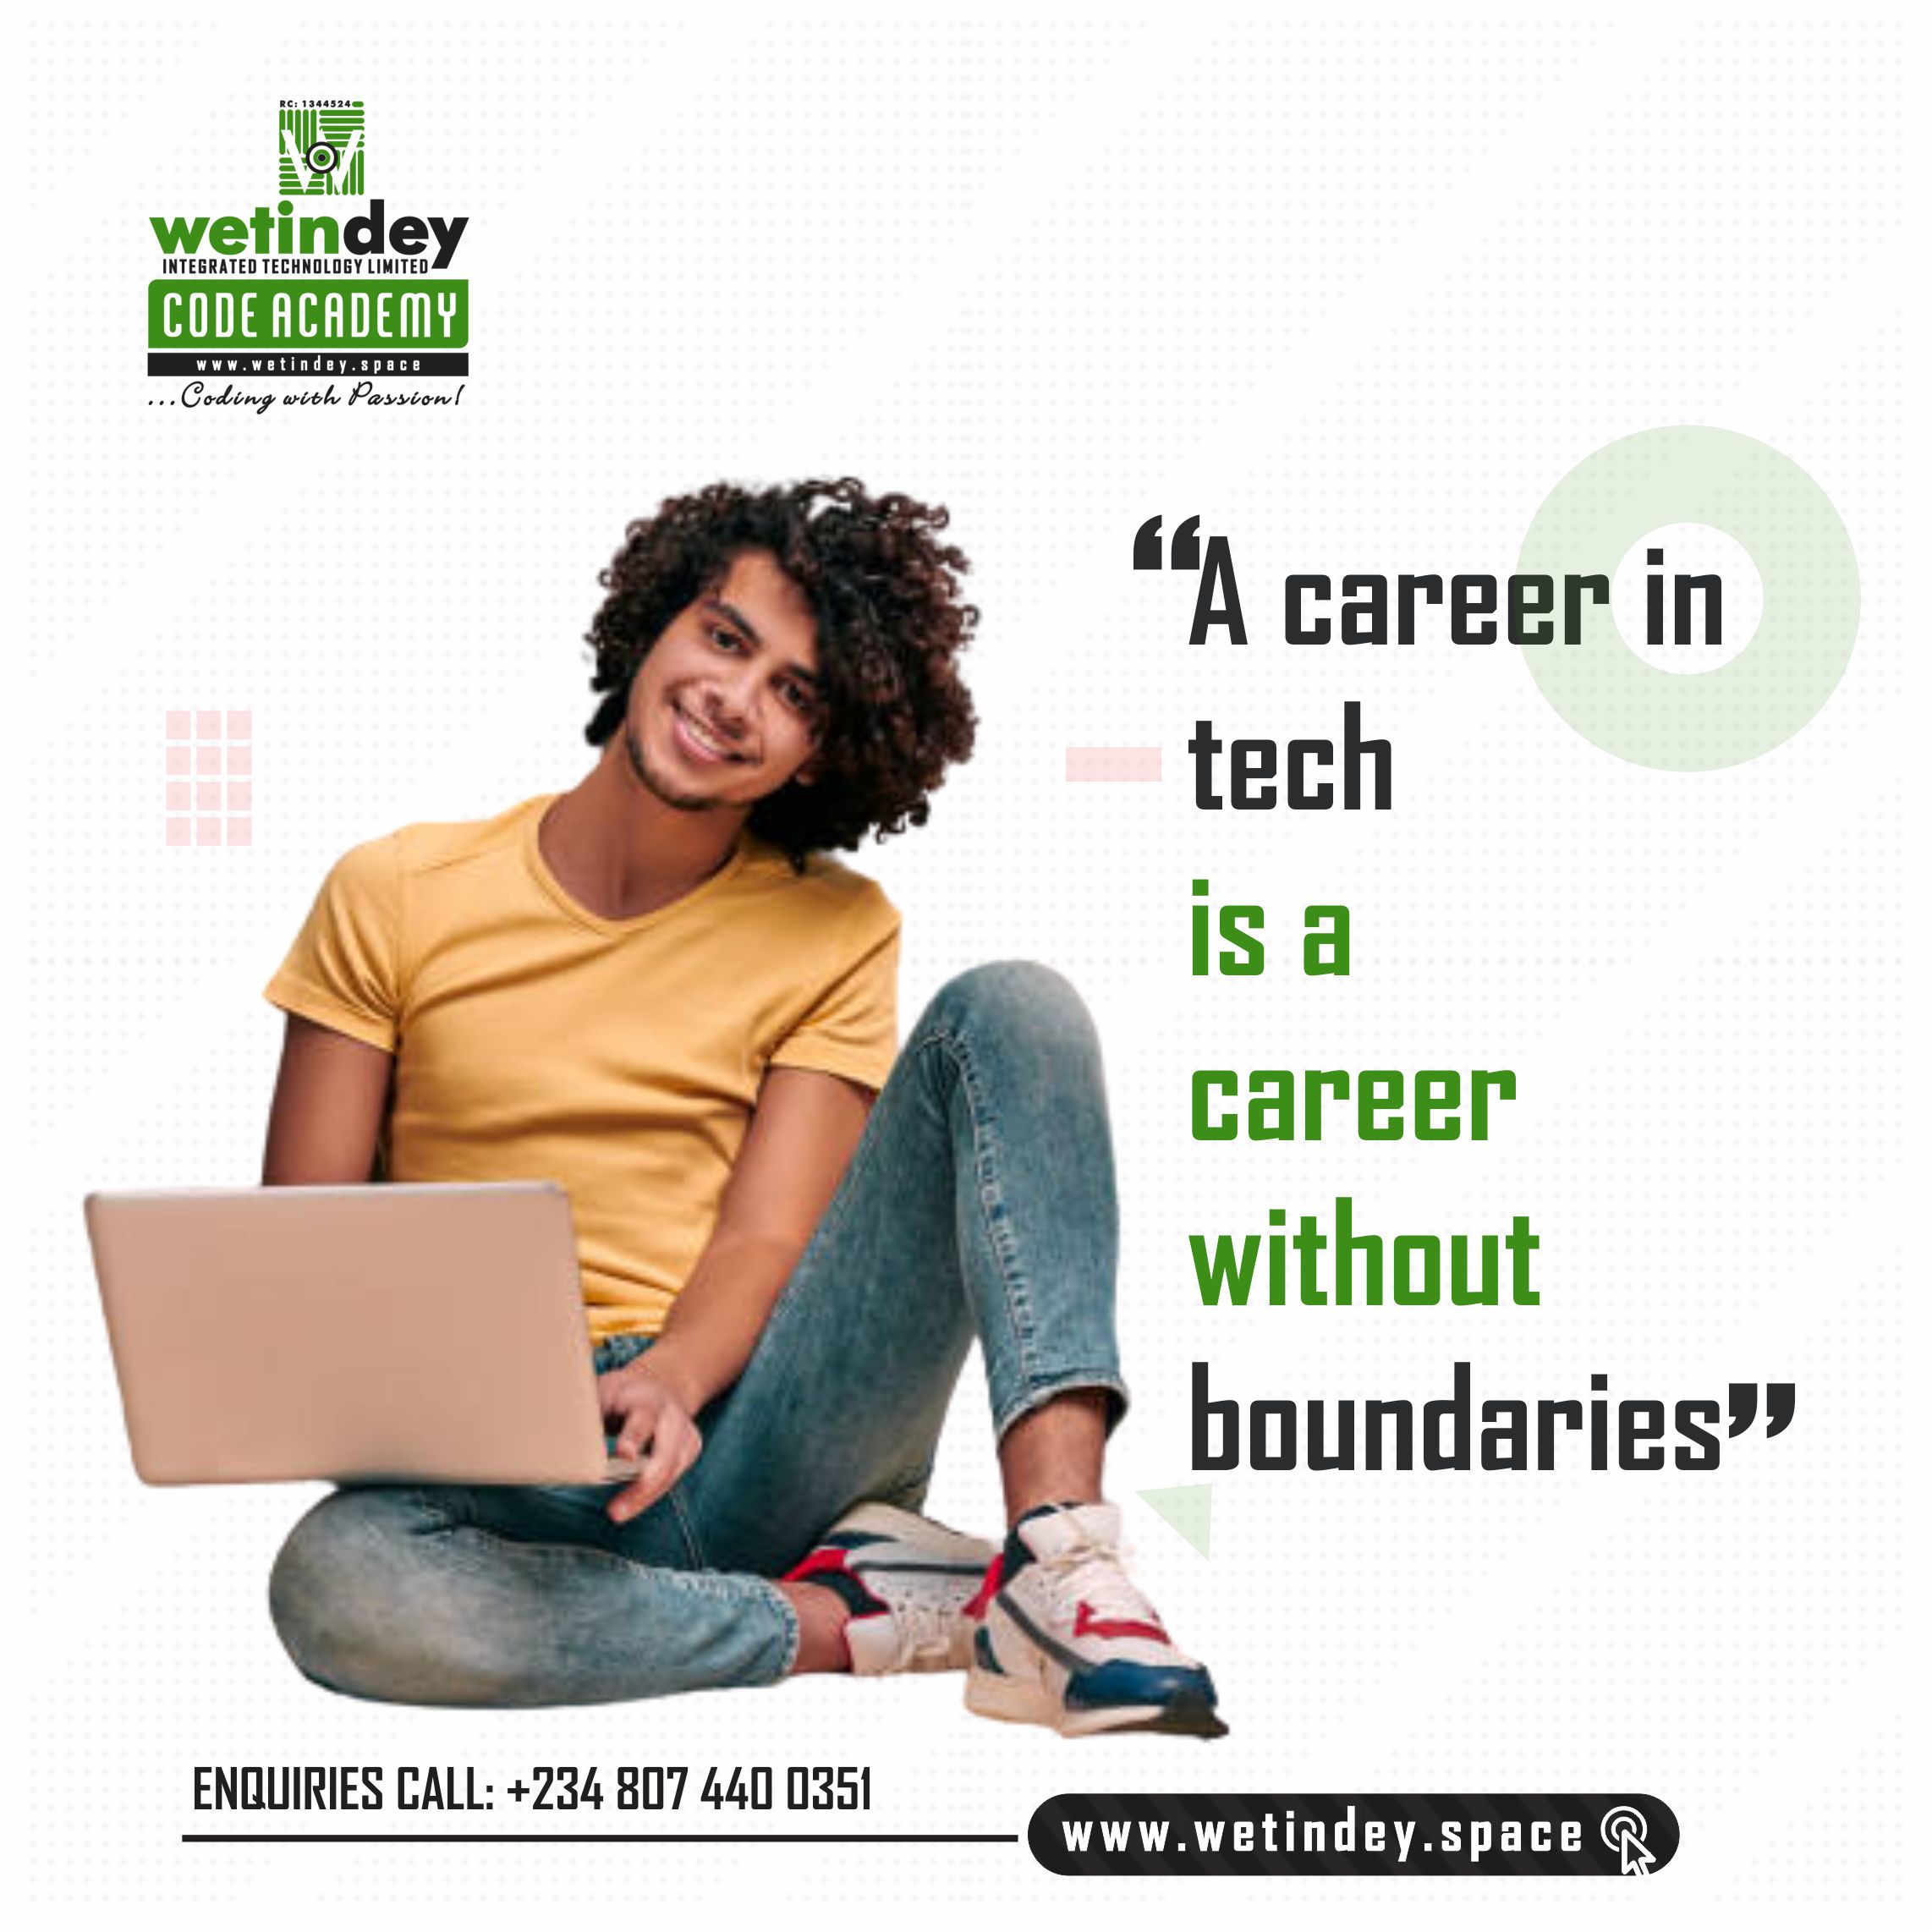 RC: 1344524
wetindey
INTEGRATED TECHNOLOGY LIMITED
CODE ACADEMY
www.wetindey.space
...Coding with Passion!
“A career in
tech
is a
career
without
boundaries”
ENQUIRIES CALL: +234 807 440 0351
www.wetindey.space